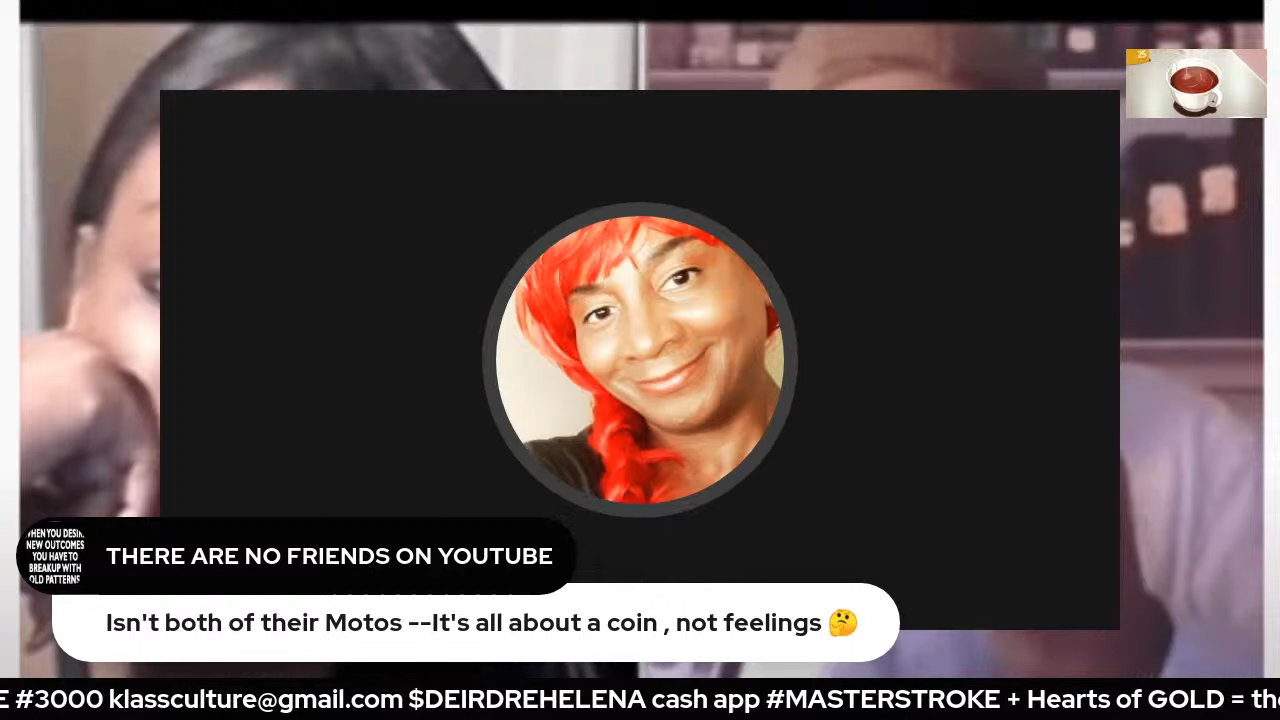 25
WHEN YOU DESIRE
NEW OUTCOMES
YOU HAVE TO
BREAKUP WITH
OLD PATTERNS
THERE ARE NO FRIENDS ON YOUTUBE
Isn't both of their Motos --It's all about a coin , not feelings 🤔
E #3000 klassculture@gmail.com $DEIRDREHELENA cash app #MASTERSTROKE + Hearts of GOLD = the